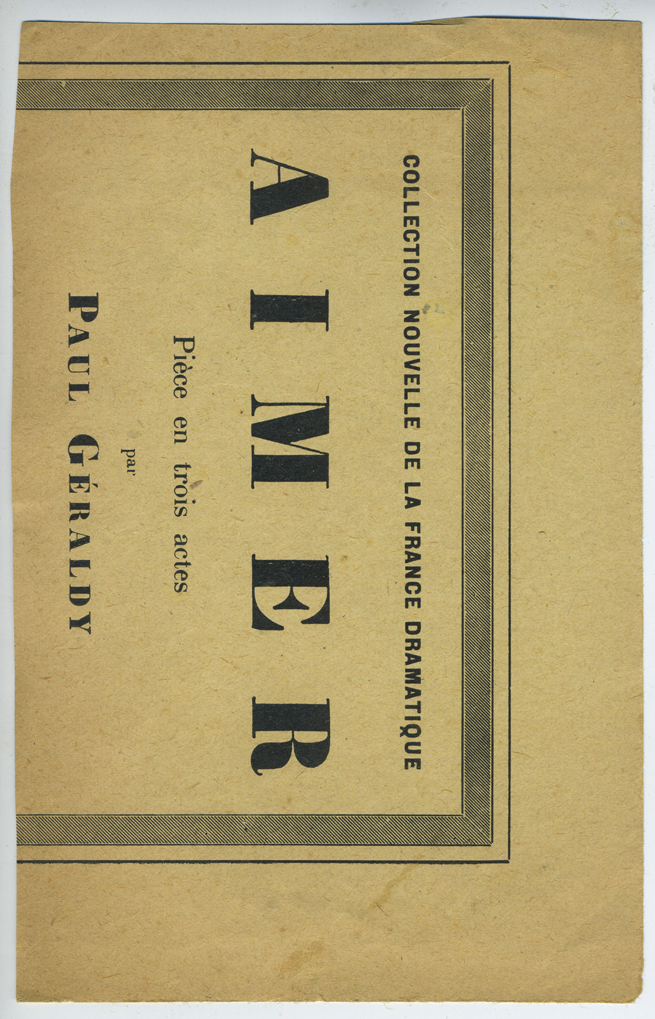 COLLECTION NOUVELLE DE LA FRANCE DRAMATIQUE
AIMER
Pièce en trois actes
par
PAUL GÉRALDY